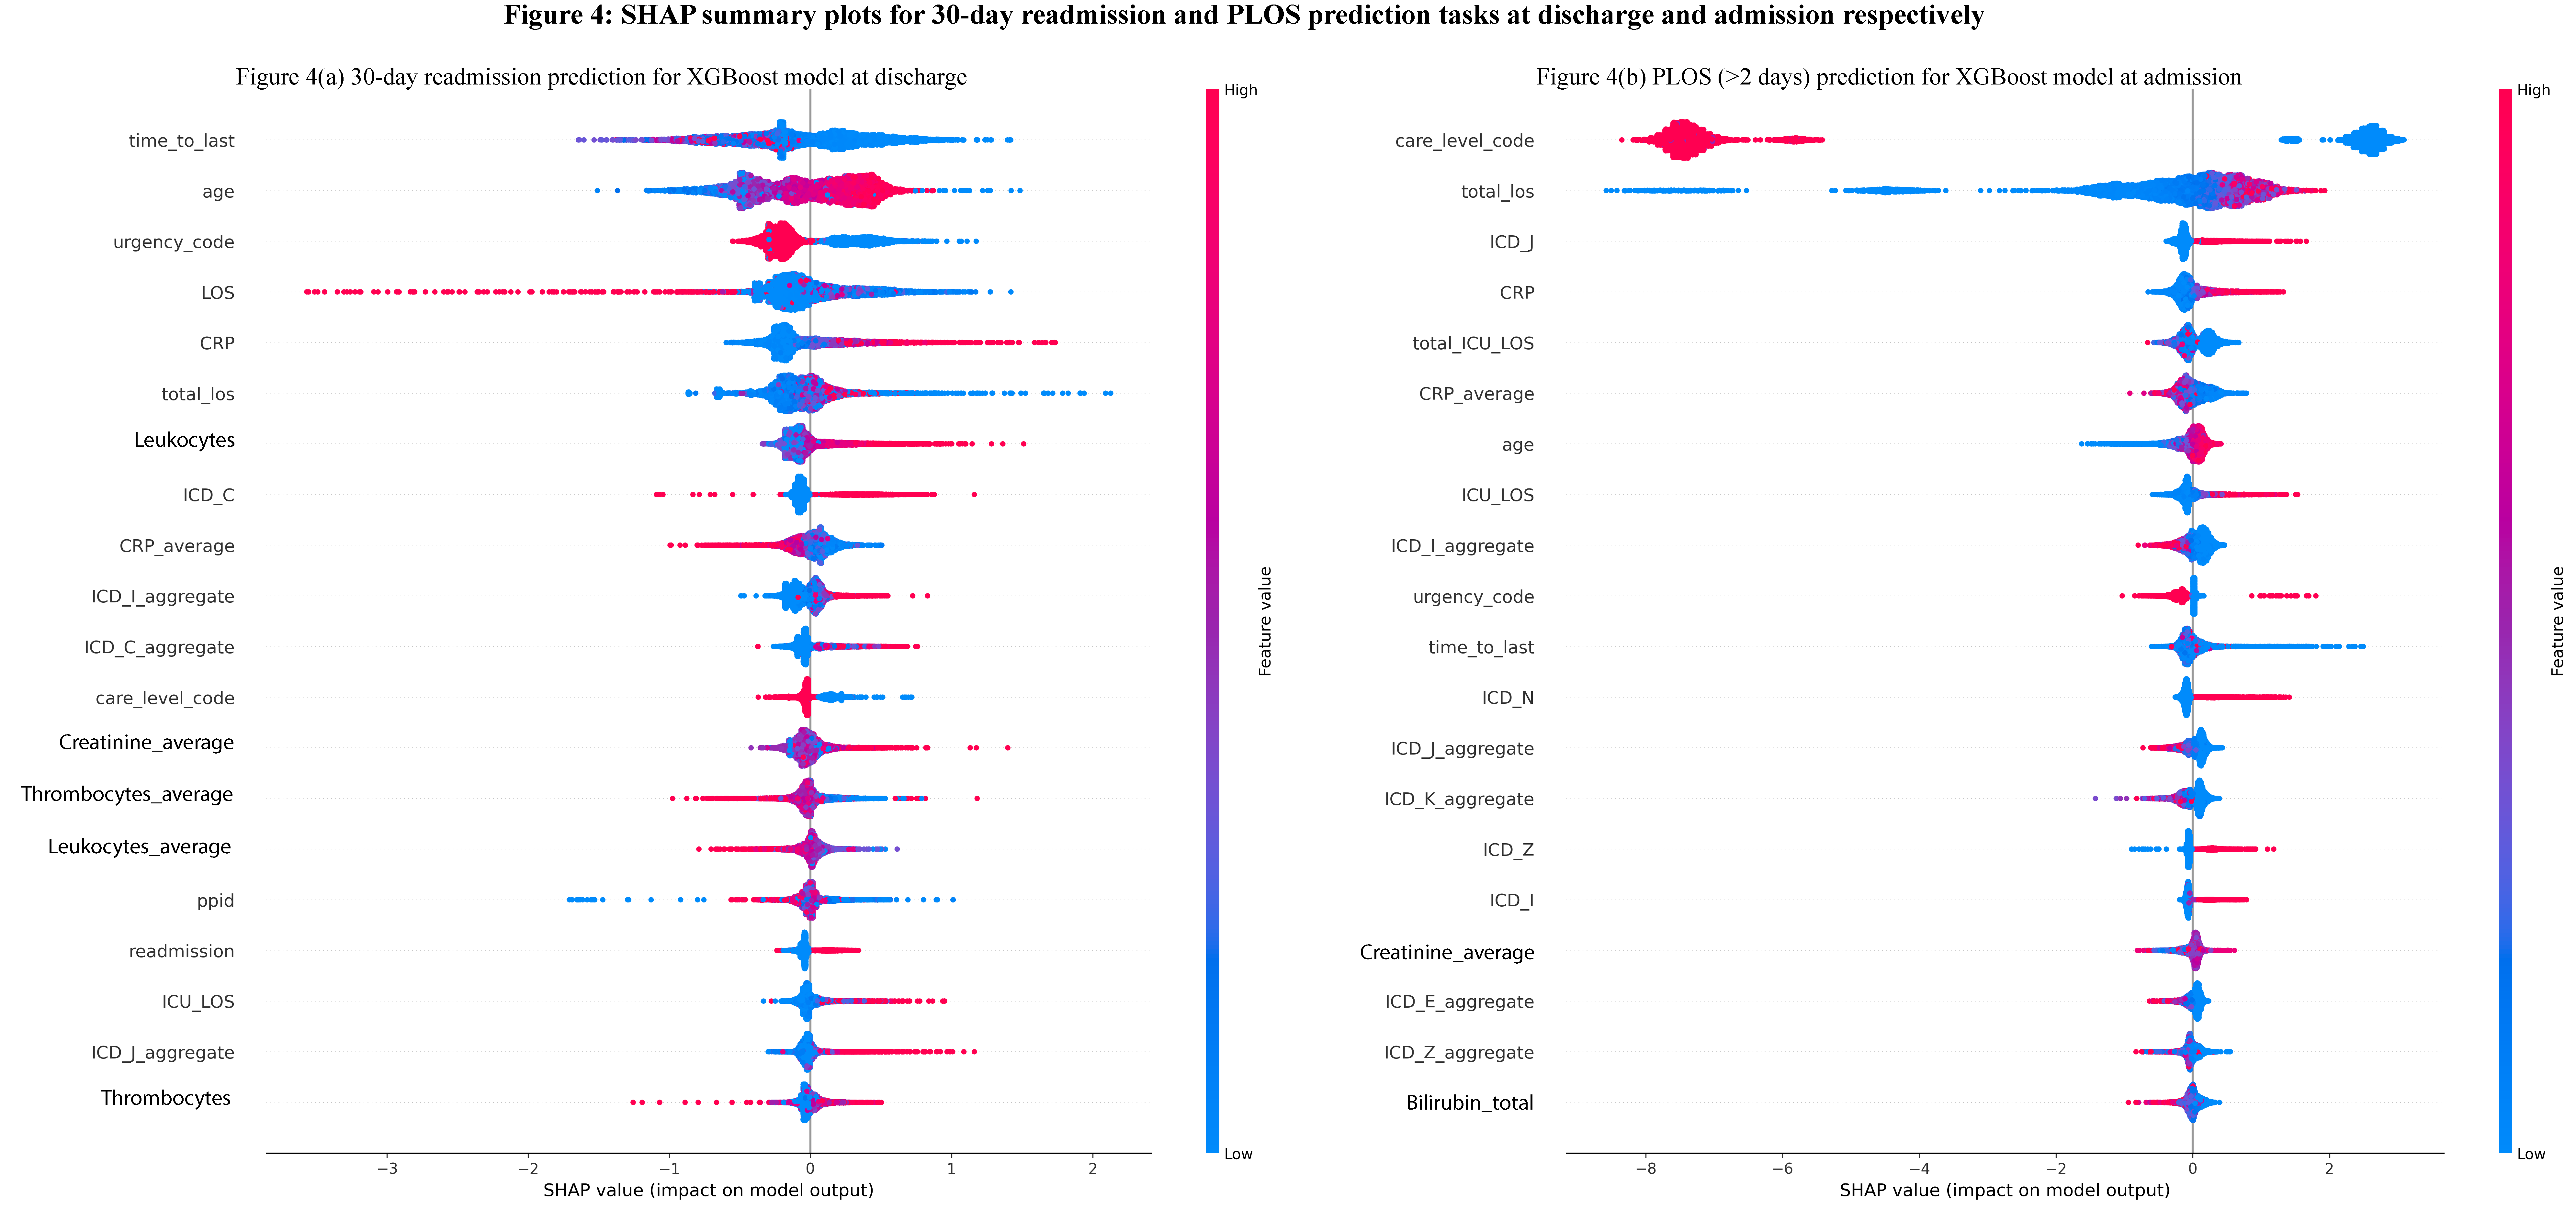 Figure 4: SHAP summary plots for 30-day readmission and PLOS prediction tasks at discharge and admission respectively
Figure 4(a) 30-day readmission prediction for XGBoost model at discharge
High
time_to_last
age
urgency_code
LOS
CRP
total_los
Leukocytes
ICD_C
CRP_average
ICD_I_aggregate
ICD_C_aggregate
care_level_code
Creatinine_average
Thrombocytes_average
Leukocytes_average
ppid
readmission
ICU_LOS
ICD_J_aggregate
Thrombocytes
Feature value
Low
−3 −2 −1 0 1 2
SHAP value (impact on model output)
Figure 4(b) PLOS (>2 days) prediction for XGBoost model at admission
High
care_level_code
total_los
ICD_J
CRP
total_ICU_LOS
CRP_average
age
ICU_LOS
ICD_I_aggregate
urgency_code
time_to_last
ICD_N
ICD_J_aggregate
ICD_K_aggregate
ICD_Z
ICD_I
Creatinine_average
ICD_E_aggregate
ICD_Z_aggregate
Bilirubin_total
Feature value
Low
−8 −6 −4 −2 0 2
SHAP value (impact on model output)